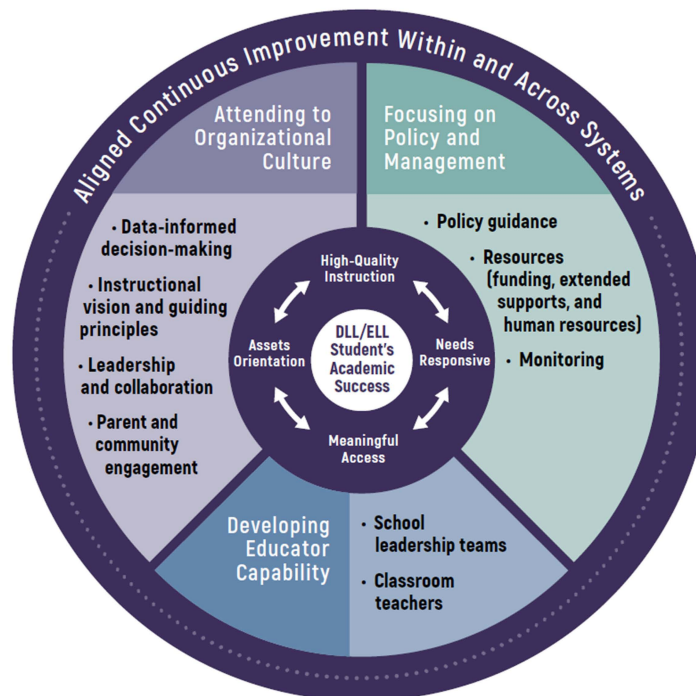 Aligned Continuous Improvement Within and Across Systems
Attending to
Organizational
Culture
• Data-informed
decision-making
• Instructional
vision and guiding
principles
• Leadership
and collaboration
• Parent and
community
engagement
Focusing on
Policy and
Management
• Policy guidance
• Resources
(funding, extended
supports, and
human resources)
• Monitoring
High-Quality
Instruction
Assets
Orientation
DLL/ELL
Student's
Academic
Success
Needs
Responsive
Meaningful
Access
Developing
Educator
Capability
• School
leadership teams
• Classroom
teachers